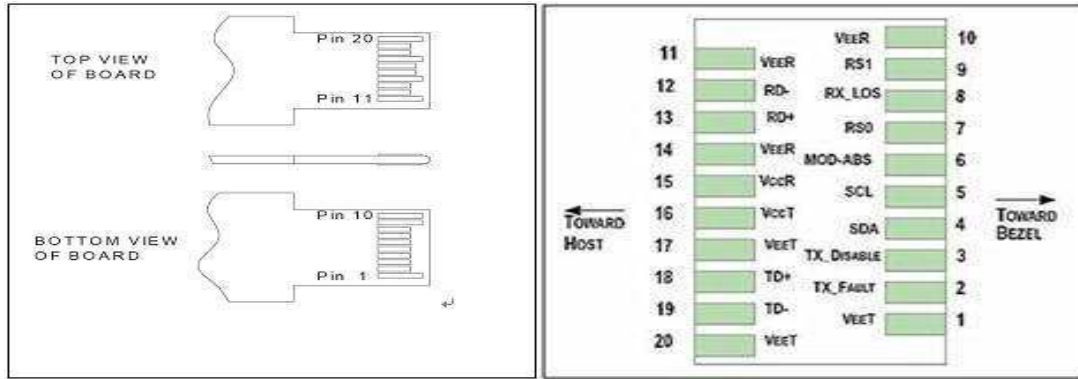 TOP VIEW
OF BOARD
Pin 20
Pin 11
BOTTOM VIEW
OF BOARD
Pin 10
Pin 1
TOWARD
HOST
11 VEER
12 RD-
13 RD+
14 VEER
15 VCCR
16 VCCT
17 VEET
18 TD+
19 TD-
20 VEET
VEER 10
RS1 9
RX_LOS 8
RS0 7
MOD-ABS 6
SCL 5
SDA 4
TX_DISABLE 3
TX_FAULT 2
VEET 1
TOWARD
BEZEL